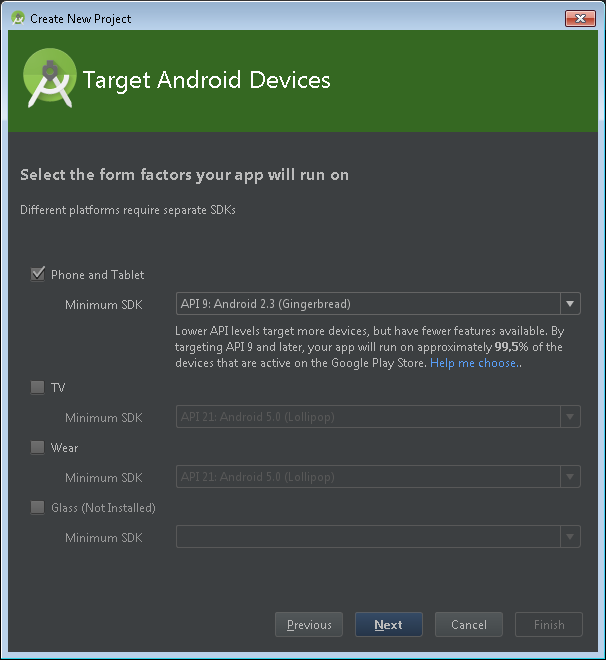 Create New Project
Target Android Devices
Select the form factors your app will run on
Different platforms require separate SDKs
Phone and Tablet
Minimum SDK
API 9: Android 2.3 (Gingerbread)
Lower API levels target more devices, but have fewer features available. By
targeting API 9 and later, your app will run on approximately 99,5% of the
devices that are active on the Google Play Store. Help me choose..
TV
Minimum SDK
API 21: Android 5.0 (Lollipop)
Wear
Minimum SDK
API 21: Android 5.0 (Lollipop)
Glass (Not Installed)
Minimum SDK
Previous
Next
Cancel
Finish